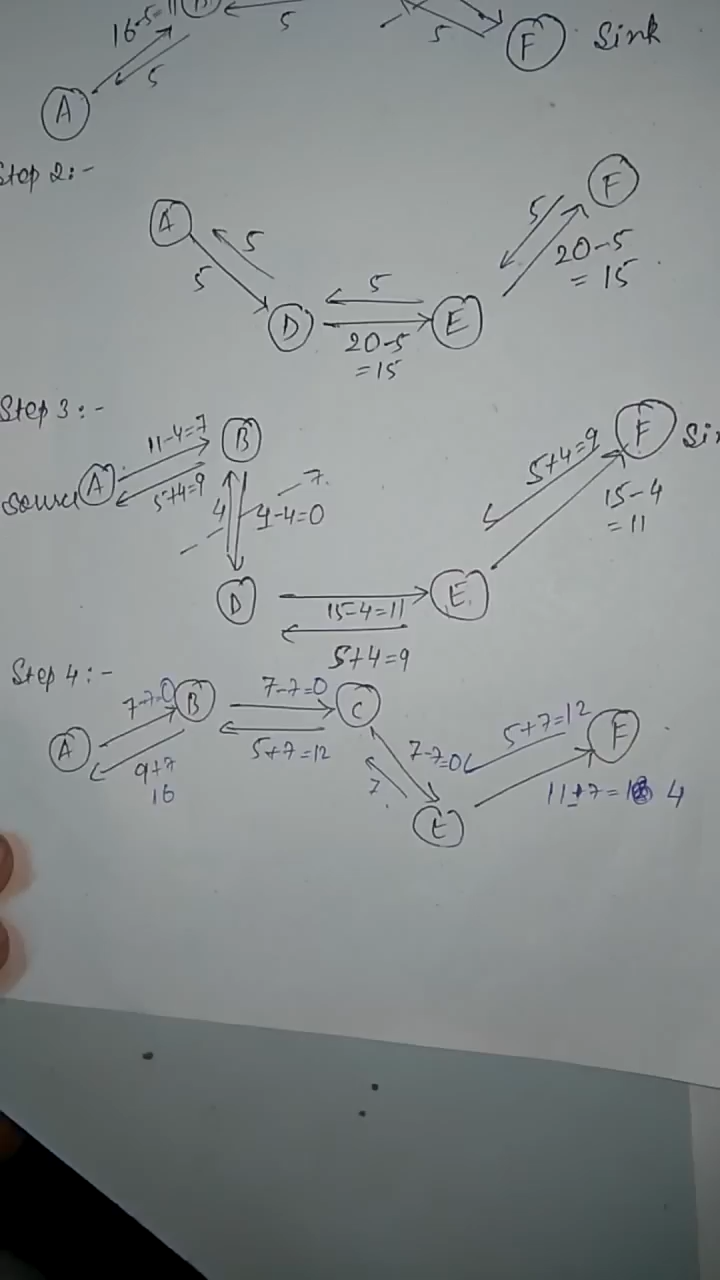 16-5=11 B
5
5
5
F Sink
A
Step 2:-
A
5
5
D
5
20-5
=15
E
5
20-5
=15
F
Step 3:-
source A
11-4=7
5+4=9
B
4
4-4=0
7
D
15-4=11
5+4=9
E
5+4=9
15-4
=11
F
Step 4:-
A
7-7=0
9+7
16
B
7-7=0
5+7=12
C
7-7=0
7
E
5+7=12
F
4